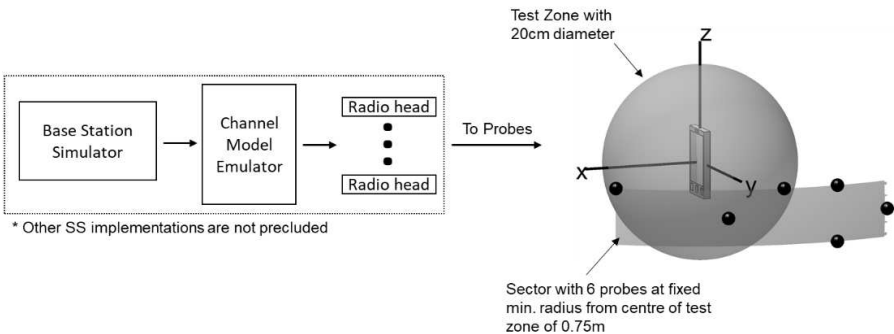 Test Zone with
20cm diameter
z
Base Station
Simulator
Channel
Model
Emulator
Radio head
Radio head
To Probes
x
y
* Other SS implementations are not precluded
Sector with 6 probes at fixed
min. radius from centre of test
zone of 0.75m